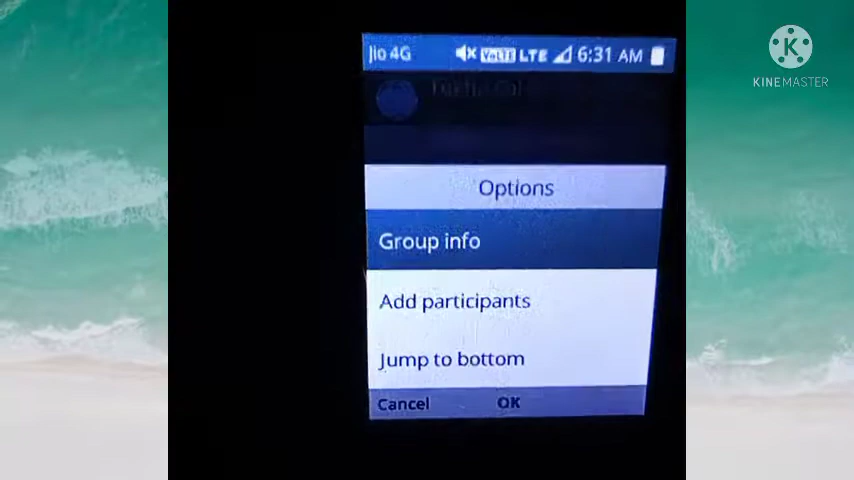 Jio 4G VoLTE LTE 6:31 AM
KINEMASTER
Options
Group info
Add participants
Jump to bottom
Cancel OK